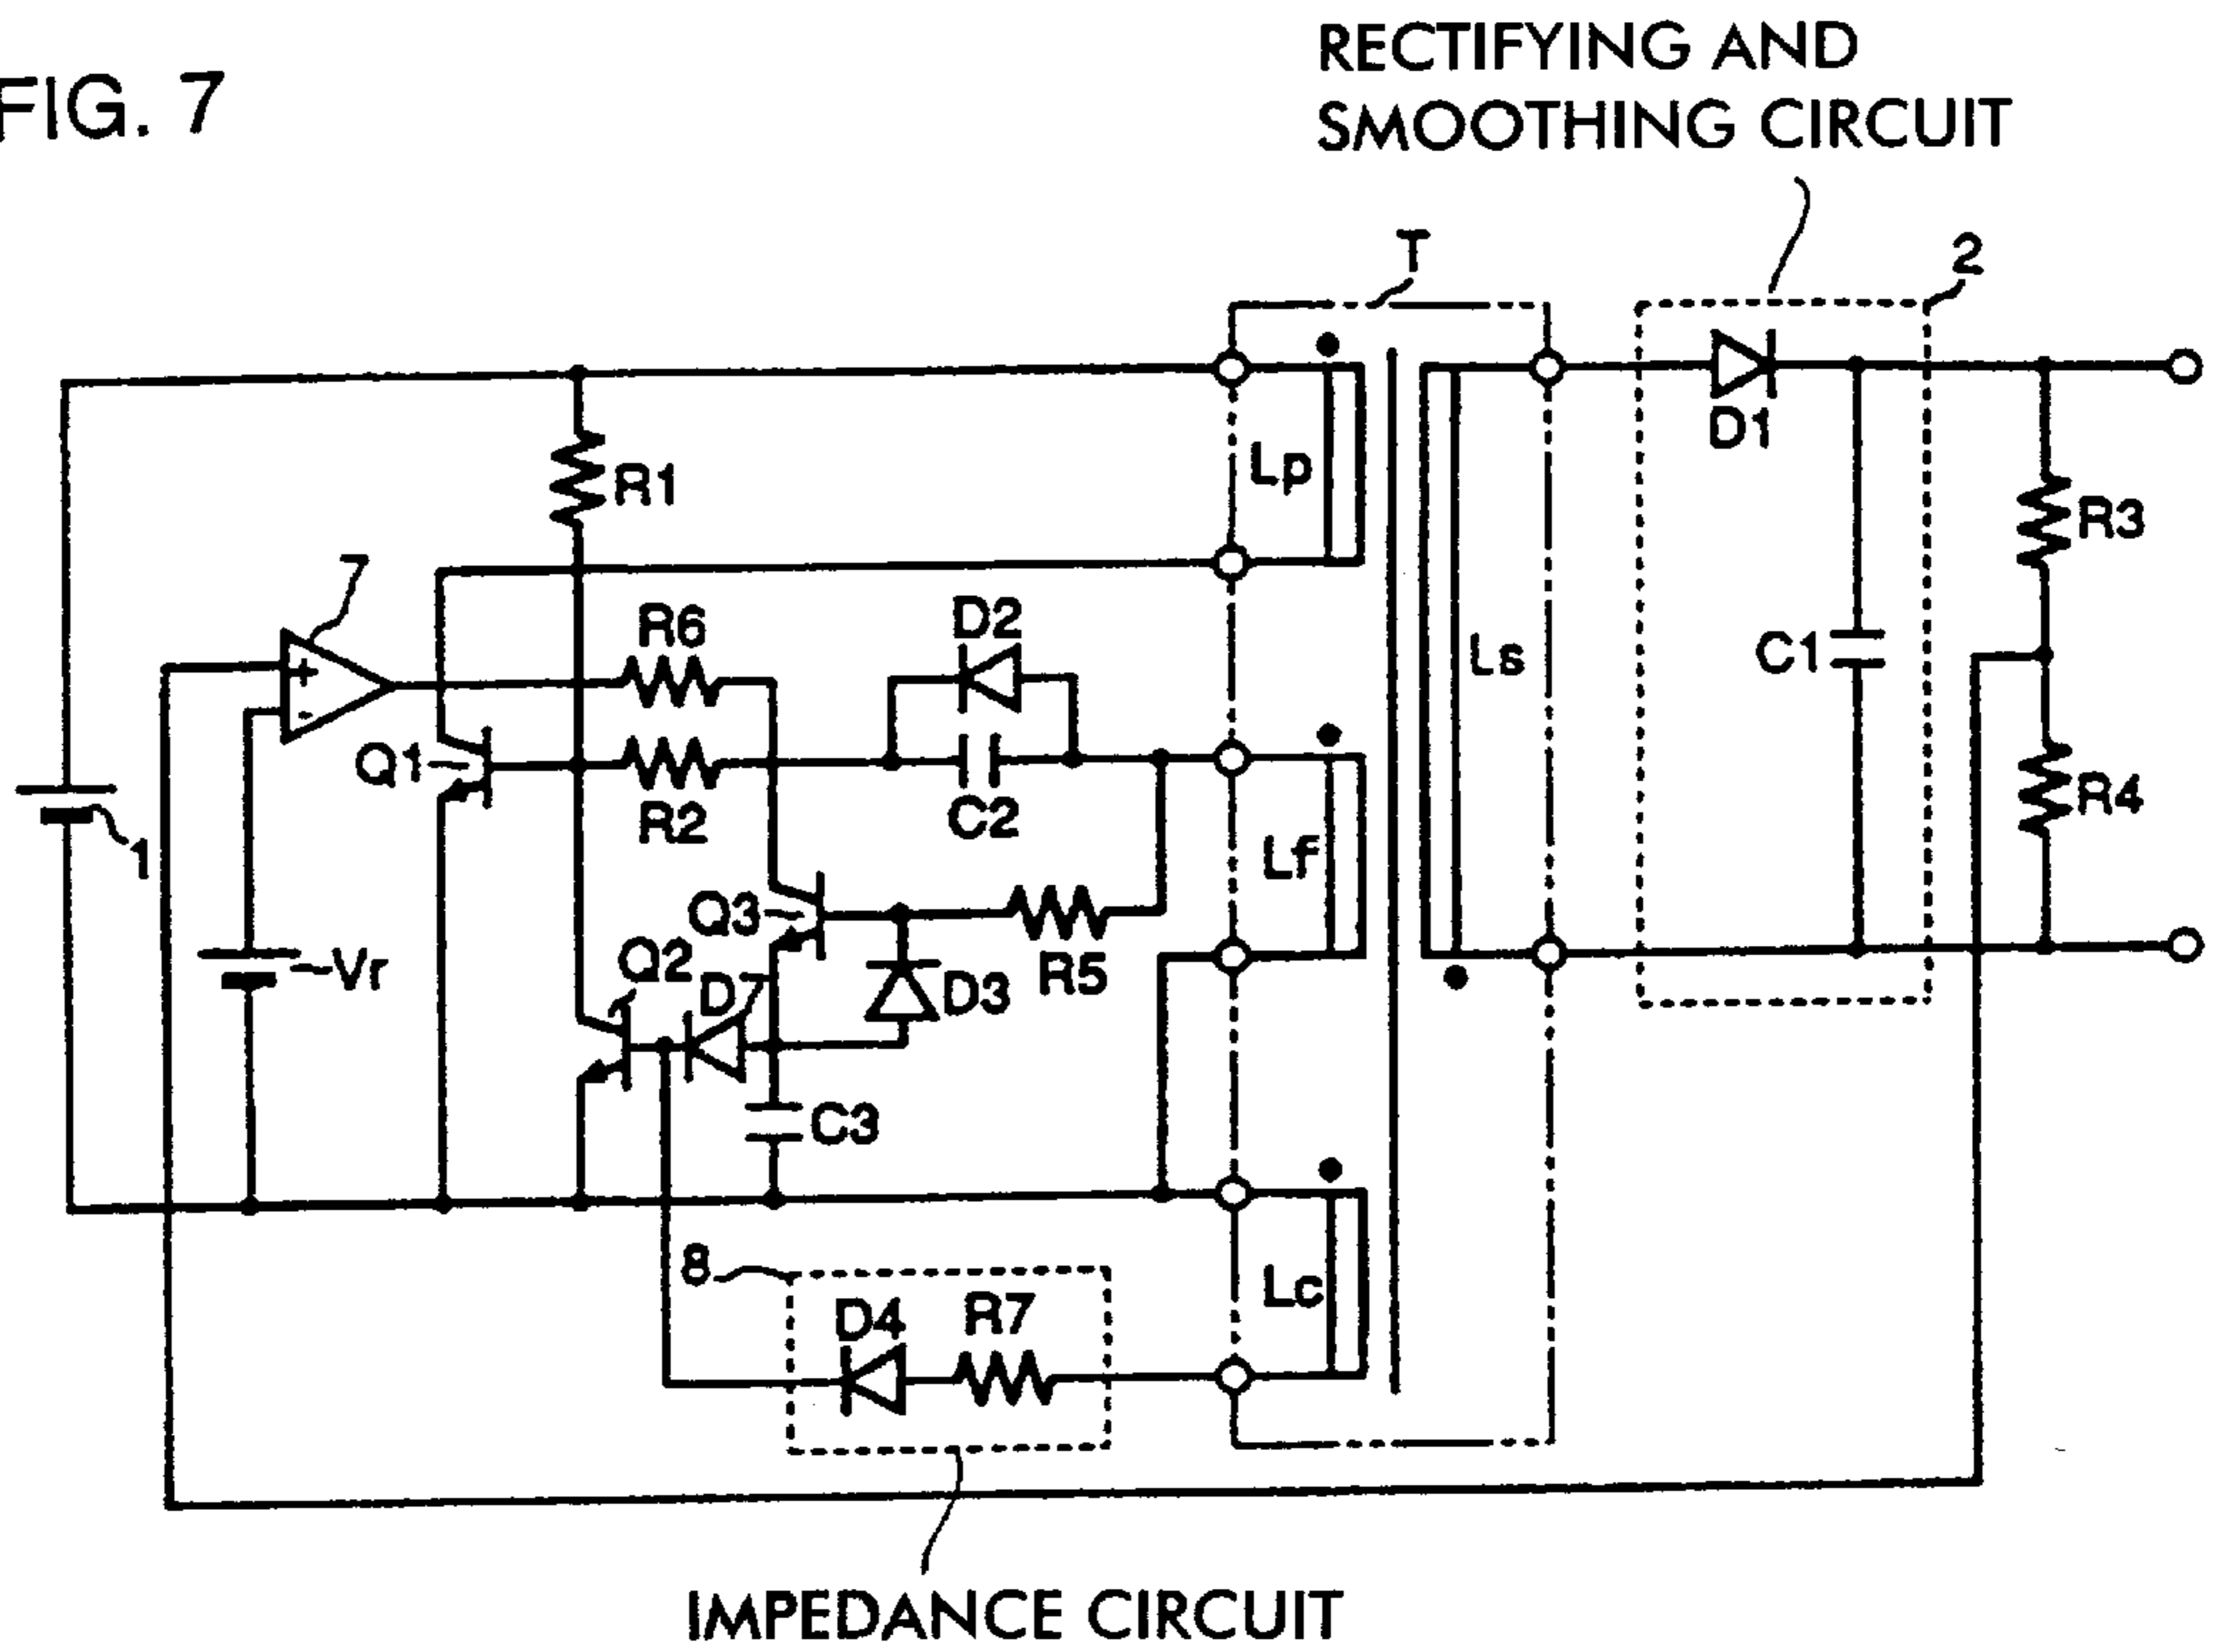 FIG. 7
RECTIFYING AND
SMOOTHING CIRCUIT
T
2
D1
Lp
R1
R3
7
R6
D2
Ls
C1
+
-
Q1
R2
C2
R4
1
Lf
Q3
R5
Vr
Q2
D7
D3
C3
8
Lc
D4
R7
IMPEDANCE CIRCUIT